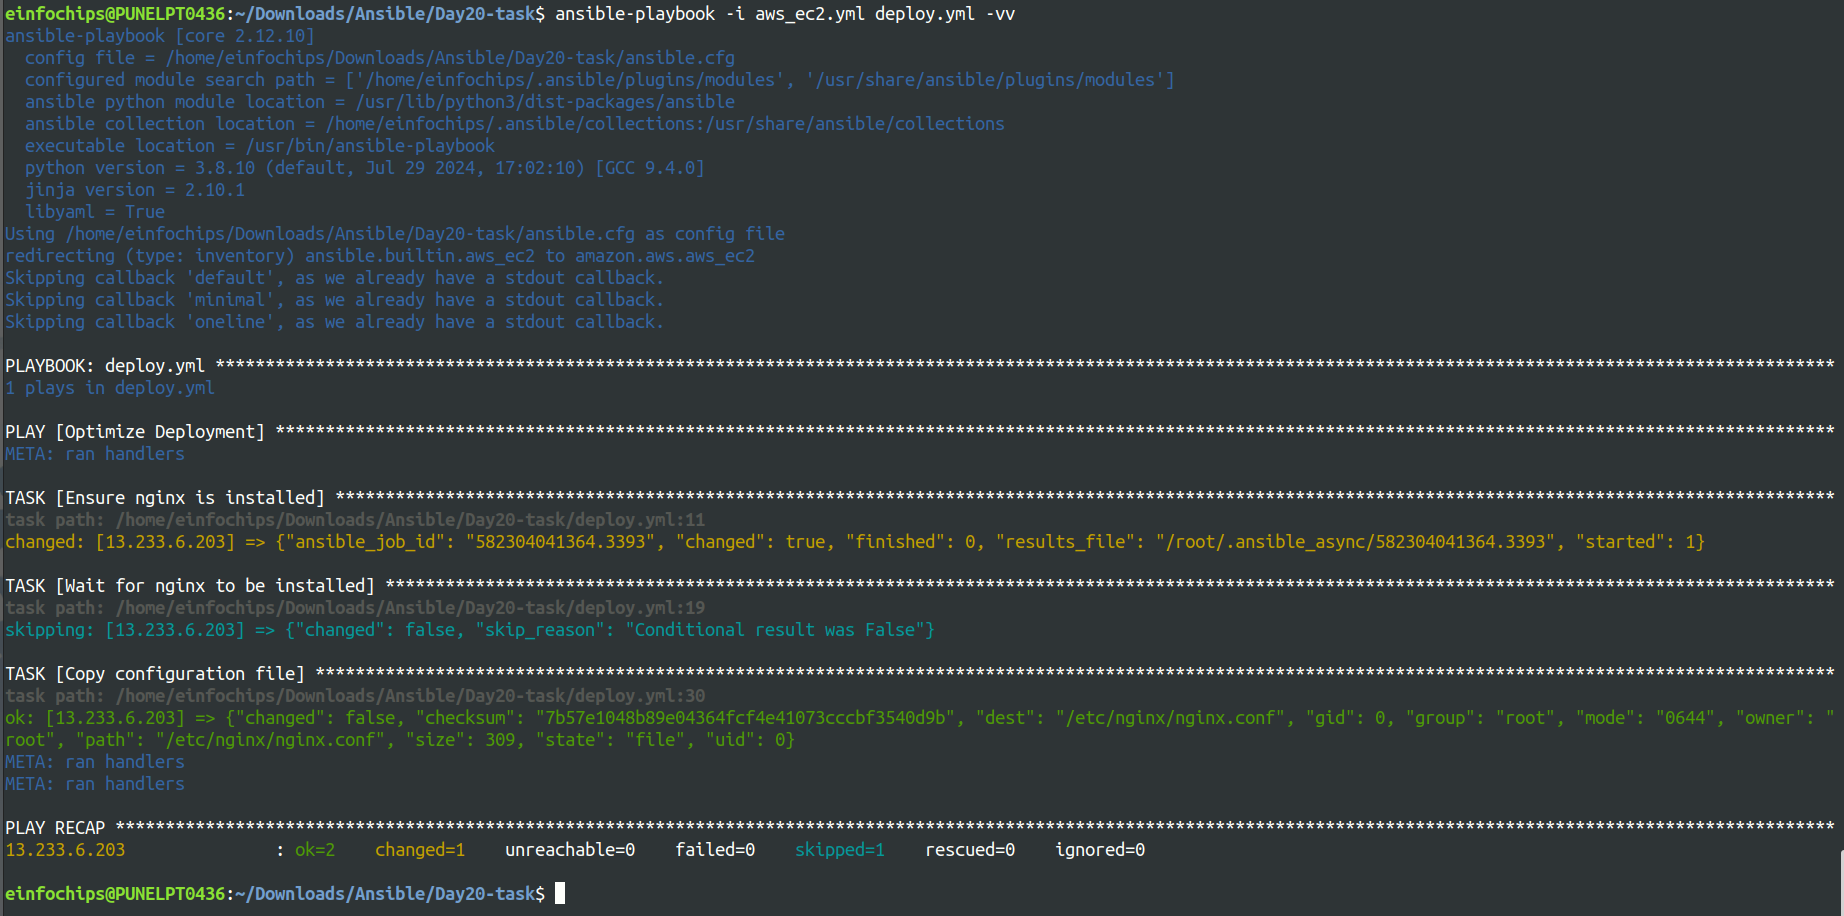 einfochips@PUNELPT0436:~/Downloads/Ansible/Day20-task$ ansible-playbook -i aws_ec2.yml deploy.yml -vv
ansible-playbook [core 2.12.10]
  config file = /home/einfochips/Downloads/Ansible/Day20-task/ansible.cfg
  configured module search path = ['/home/einfochips/.ansible/plugins/modules', '/usr/share/ansible/plugins/modules']
  ansible python module location = /usr/lib/python3/dist-packages/ansible
  ansible collection location = /home/einfochips/.ansible/collections:/usr/share/ansible/collections
  executable location = /usr/bin/ansible-playbook
  python version = 3.8.10 (default, Jul 29 2024, 17:02:10) [GCC 9.4.0]
  jinja version = 2.10.1
  libyaml = True
Using /home/einfochips/Downloads/Ansible/Day20-task/ansible.cfg as config file
redirecting (type: inventory) ansible.builtin.aws_ec2 to amazon.aws.aws_ec2
Skipping callback 'default', as we already have a stdout callback.
Skipping callback 'minimal', as we already have a stdout callback.
Skipping callback 'oneline', as we already have a stdout callback.

PLAYBOOK: deploy.yml ******************************************************************************************************************************************************************
1 plays in deploy.yml

PLAY [Optimize Deployment] ************************************************************************************************************************************************************
META: ran handlers

TASK [Ensure nginx is installed] ******************************************************************************************************************************************************
task path: /home/einfochips/Downloads/Ansible/Day20-task/deploy.yml:11
changed: [13.233.6.203] => {"ansible_job_id": "582304041364.3393", "changed": true, "finished": 0, "results_file": "/root/.ansible_async/582304041364.3393", "started": 1}

TASK [Wait for nginx to be installed] *************************************************************************************************************************************************
task path: /home/einfochips/Downloads/Ansible/Day20-task/deploy.yml:19
skipping: [13.233.6.203] => {"changed": false, "skip_reason": "Conditional result was False"}

TASK [Copy configuration file] ********************************************************************************************************************************************************
task path: /home/einfochips/Downloads/Ansible/Day20-task/deploy.yml:30
ok: [13.233.6.203] => {"changed": false, "checksum": "7b57e1048b89e04364fcf4e41073cccbf3540d9b", "dest": "/etc/nginx/nginx.conf", "gid": 0, "group": "root", "mode": "0644", "owner": "
root", "path": "/etc/nginx/nginx.conf", "size": 309, "state": "file", "uid": 0}
META: ran handlers
META: ran handlers

PLAY RECAP ****************************************************************************************************************************************************************************
13.233.6.203               : ok=2    changed=1    unreachable=0    failed=0    skipped=1    rescued=0    ignored=0

einfochips@PUNELPT0436:~/Downloads/Ansible/Day20-task$